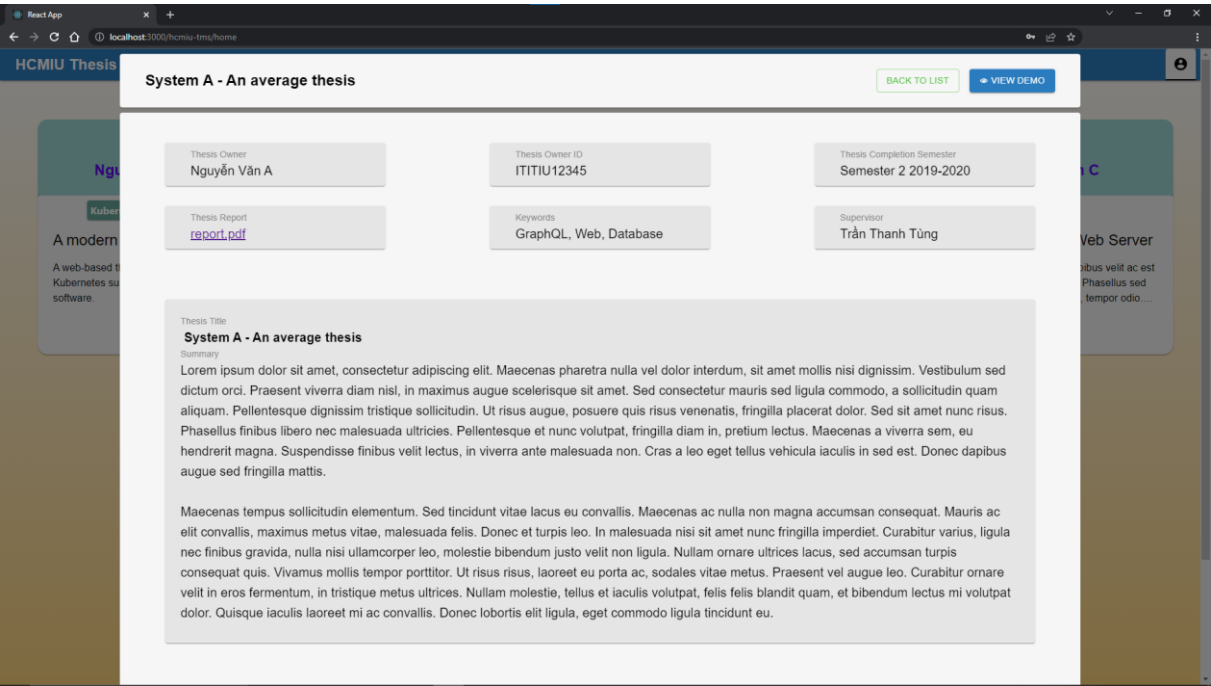 React App
localhost:3000/hcmiu-tms/home
HCMIU Thesis
System A - An average thesis
BACK TO LIST
VIEW DEMO
Thesis Owner
Nguyễn Văn A
Thesis Owner ID
ITITIU12345
Thesis Completion Semester
Semester 2 2019-2020
Thesis Report
report.pdf
Keywords
GraphQL, Web, Database
Supervisor
Trần Thanh Tùng
A modern
A web-based
Kubernetes
software.
C
Web Server
velit ac est
Phasellus sed
, tempor odio....
Thesis Title
System A - An average thesis
Summary
Lorem ipsum dolor sit amet, consectetur adipiscing elit. Maecenas pharetra nulla vel dolor interdum, sit amet mollis nisi dignissim. Vestibulum sed
dictum orci. Praesent viverra diam nisl, in maximus augue scelerisque sit amet. Sed consectetur mauris sed ligula commodo, a sollicitudin quam
aliquam. Pellentesque dignissim tristique sollicitudin. Ut risus augue, posuere quis risus venenatis, fringilla placerat dolor. Sed sit amet nunc risus.
Phasellus finibus libero nec malesuada ultricies. Pellentesque et nunc volutpat, fringilla diam in, pretium lectus. Maecenas a viverra sem, eu
hendrerit magna. Suspendisse finibus velit lectus, in viverra ante malesuada non. Cras a leo eget tellus vehicula iaculis in sed est. Donec dapibus
augue sed fringilla mattis.
Maecenas tempus sollicitudin elementum. Sed tincidunt vitae lacus eu convallis. Maecenas ac nulla non magna accumsan consequat. Mauris ac
elit convallis, maximus metus vitae, malesuada felis. Donec et turpis leo. In malesuada nisi sit amet nunc fringilla imperdiet. Curabitur varius, ligula
nec finibus gravida, nulla nisi ullamcorper leo, molestie bibendum justo velit non ligula. Nullam ornare ultrices lacus, sed accumsan turpis
consequat quis. Vivamus mollis tempor porttitor. Ut risus risus, laoreet eu porta ac, sodales vitae metus. Praesent vel augue leo. Curabitur ornare
velit in eros fermentum, in tristique metus ultrices. Nullam molestie, tellus et iaculis volutpat, felis felis blandit quam, et bibendum lectus mi volutpat
dolor. Quisque iaculis laoreet mi ac convallis. Donec lobortis elit ligula, eget commodo ligula tincidunt eu.